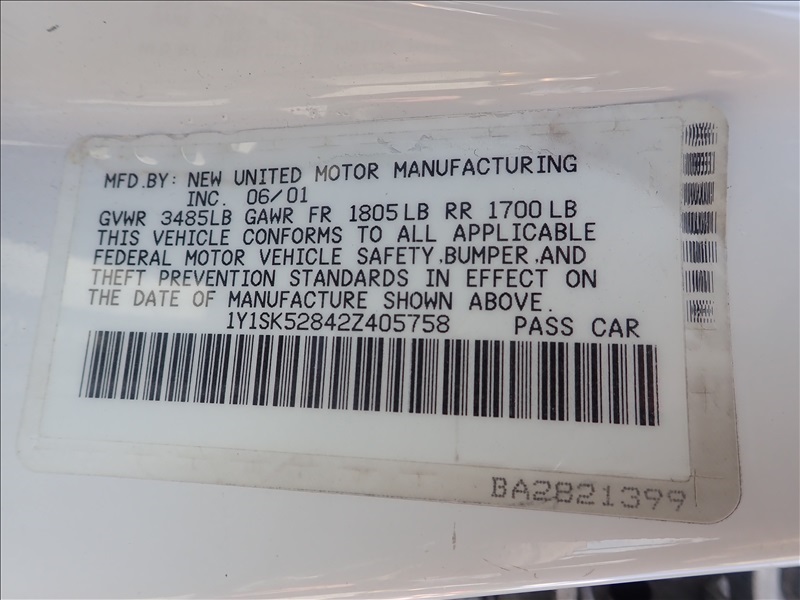 MFD.BY: NEW UNITED MOTOR MANUFACTURING
INC. 06/01
GVWR 3485LB GAWR FR 1805LB RR 1700LB
THIS VEHICLE CONFORMS TO ALL APPLICABLE
FEDERAL MOTOR VEHICLE SAFETY,BUMPER,AND
THEFT PREVENTION STANDARDS IN EFFECT ON
THE DATE OF MANUFACTURE SHOWN ABOVE.
1Y1SK52842Z405758 PASS CAR
BA2821399